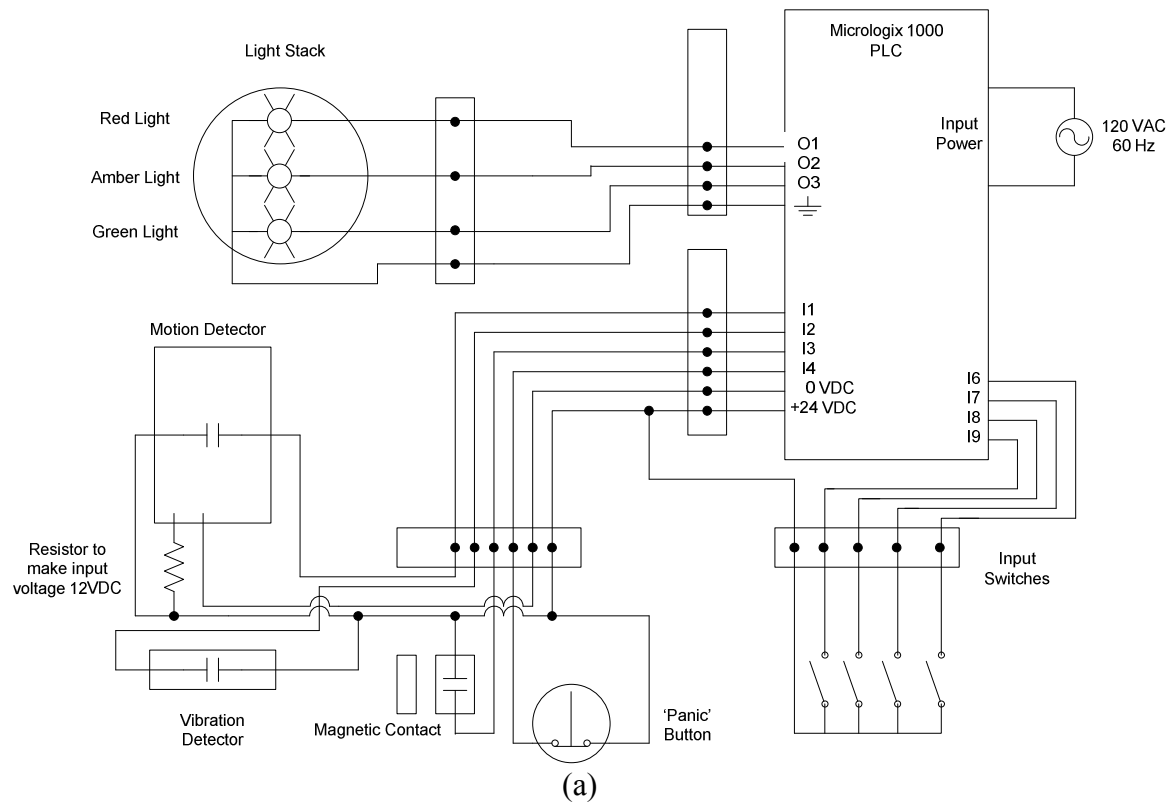 Micrologix 1000
PLC
Light Stack
Red Light
Amber Light
Green Light
Input
Power
120 VAC
60 Hz
O1
O2
O3
I1
I2
I3
I4
0 VDC
+24 VDC
I6
I7
I8
I9
Motion Detector
Resistor to
make input
voltage 12VDC
Input
Switches
Vibration
Detector
Magnetic Contact
'Panic'
Button
(a)